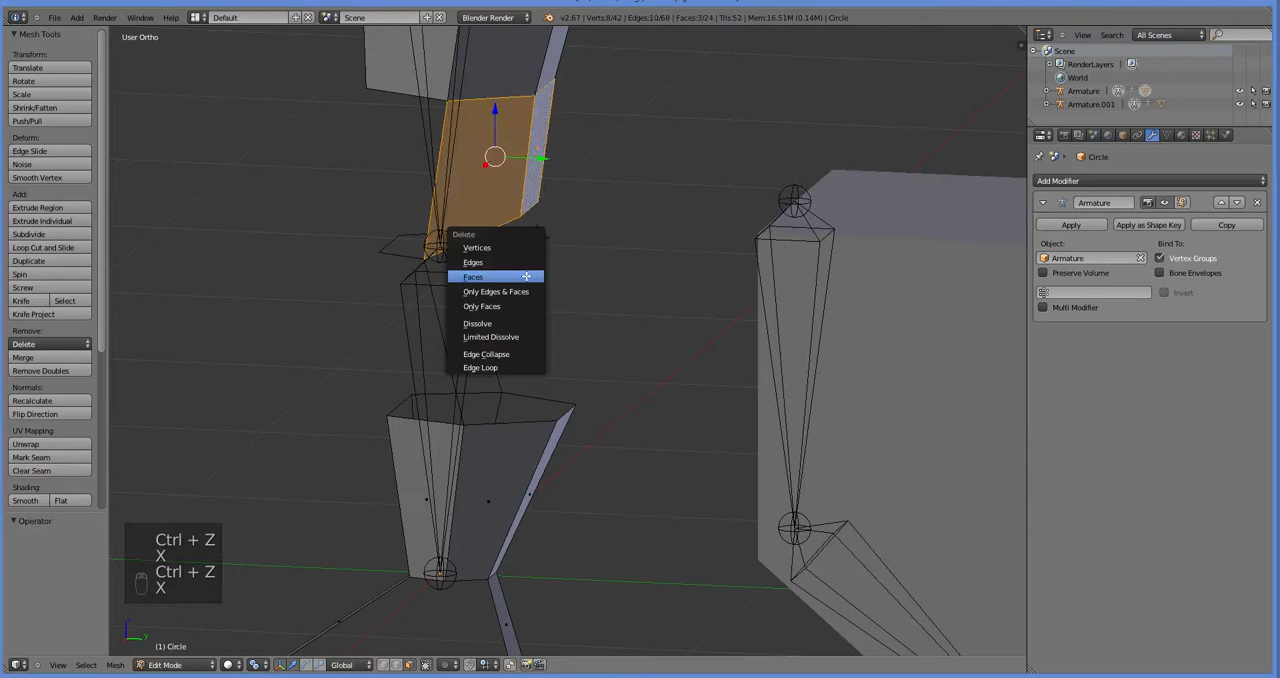 File Add Render Window Help Default Scene Blender Render v2.67 | Verts:8/42 | Edges:10/68 | Faces:3/24 | Tris:52 | Mem:16.51M (0.14M) | Circle
Mesh Tools
Transform:
Translate
Rotate
Scale
Shrink/Fatten
Push/Pull
Deform:
Edge Slide
Noise
Smooth Vertex
Add:
Extrude Region
Extrude Individual
Subdivide
Loop Cut and Slide
Duplicate
Spin
Screw
Knife Select
Knife Project
Remove:
Delete
Merge
Remove Doubles
Normals:
Recalculate
Flip Direction
UV Mapping:
Unwrap
Mark Seam
Clear Seam
Shading:
Smooth Flat
Operator
User Ortho
Delete
Vertices
Edges
Faces
Only Edges & Faces
Only Faces
Dissolve
Limited Dissolve
Edge Collapse
Edge Loop
Ctrl + Z
X
Ctrl + Z
X
(1) Circle
View Select Mesh Edit Mode Global
View Search All Scenes
Scene
RenderLayers
World
Armature
Armature.001
Circle
Add Modifier
Armature
Apply Apply as Shape Key Copy
Object: Bind To:
Armature Vertex Groups
Preserve Volume Bone Envelopes
Invert
Multi Modifier